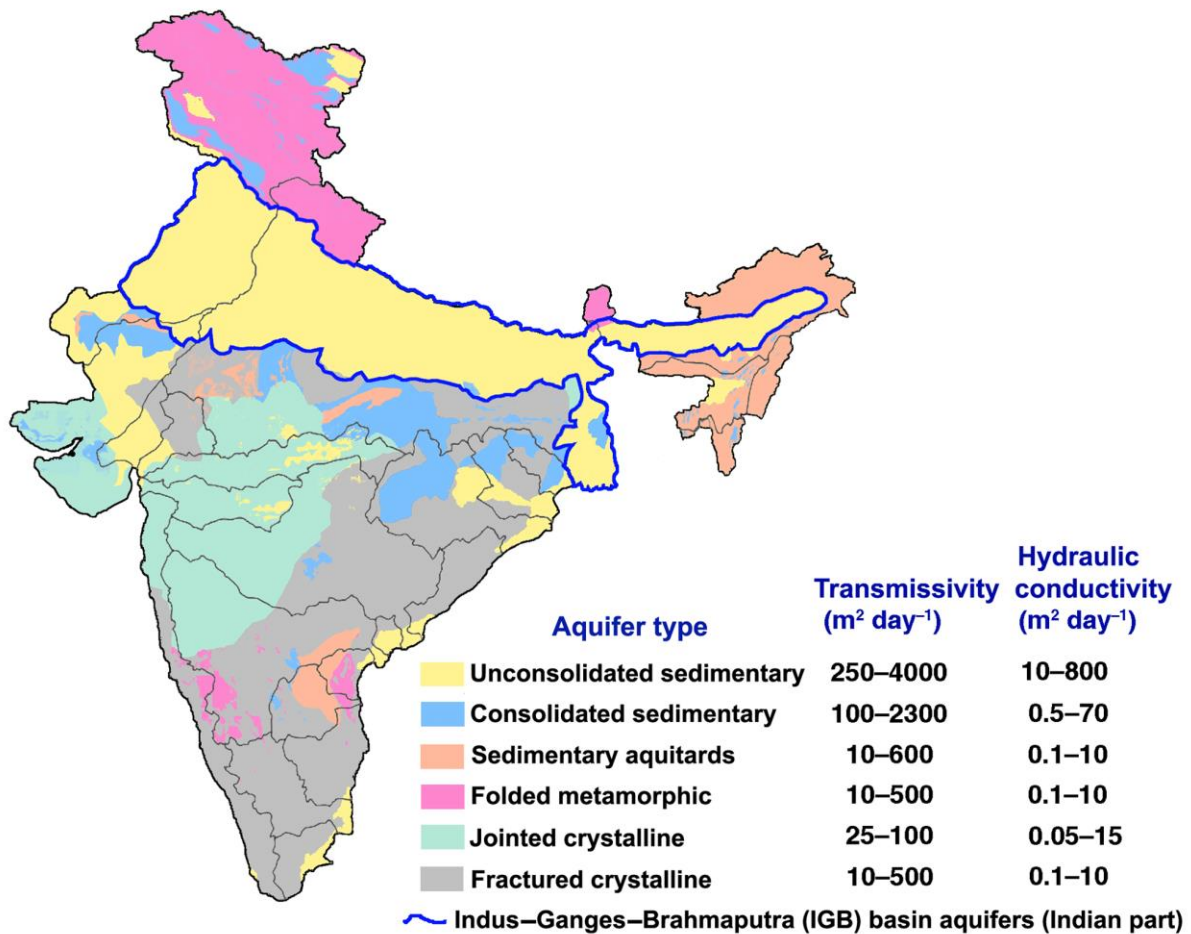 Aquifer type Transmissivity (m² day⁻¹) Hydraulic conductivity (m² day⁻¹)
Unconsolidated sedimentary 250–4000 10–800
Consolidated sedimentary 100–2300 0.5–70
Sedimentary aquitards 10–600 0.1–10
Folded metamorphic 10–500 0.1–10
Jointed crystalline 25–100 0.05–15
Fractured crystalline 10–500 0.1–10
Indus–Ganges–Brahmaputra (IGB) basin aquifers (Indian part)